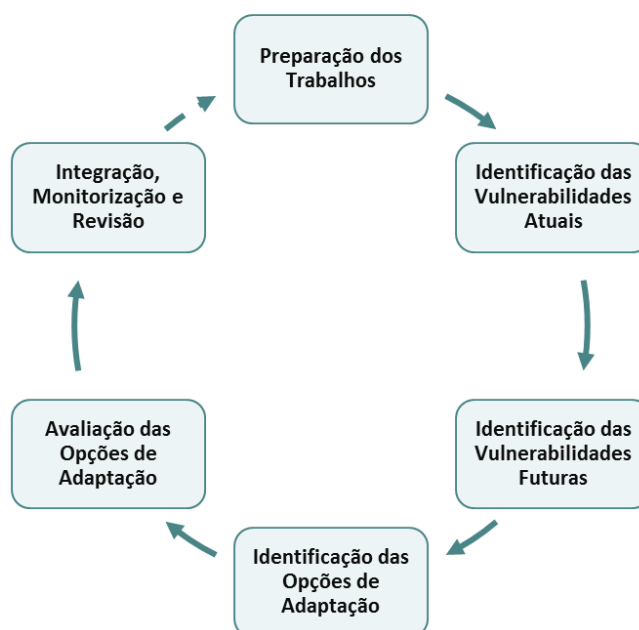 Preparação dos
Trabalhos
Identificação das
Vulnerabilidades
Atuais
Identificação das
Vulnerabilidades
Futuras
Identificação das
Opções de
Adaptação
Avaliação das
Opções de
Adaptação
Integração,
Monitorização e
Revisão